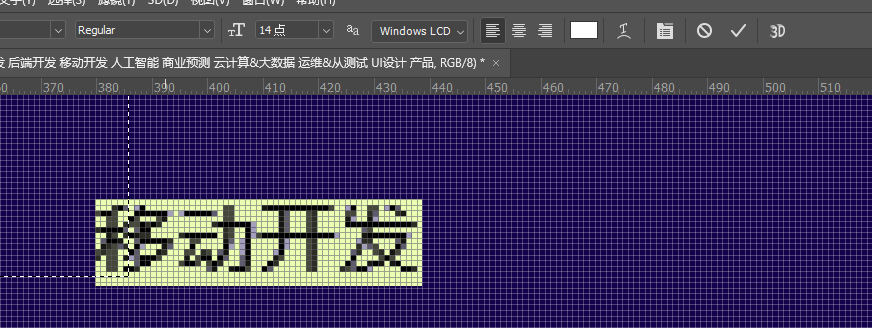 文字(Y) 选择(S) 滤镜(T) 3D(D) 视图(V) 窗口(W) 帮助(H)
Regular 14 点 aa Windows LCD 3D
后端开发 移动开发 人工智能 商业预测 云计算&大数据 运维&从测试 UI设计 产品, RGB/8) * ×
370 380 390 400 410 420 430 440 450 460 470 480 490 500 510
移动开发